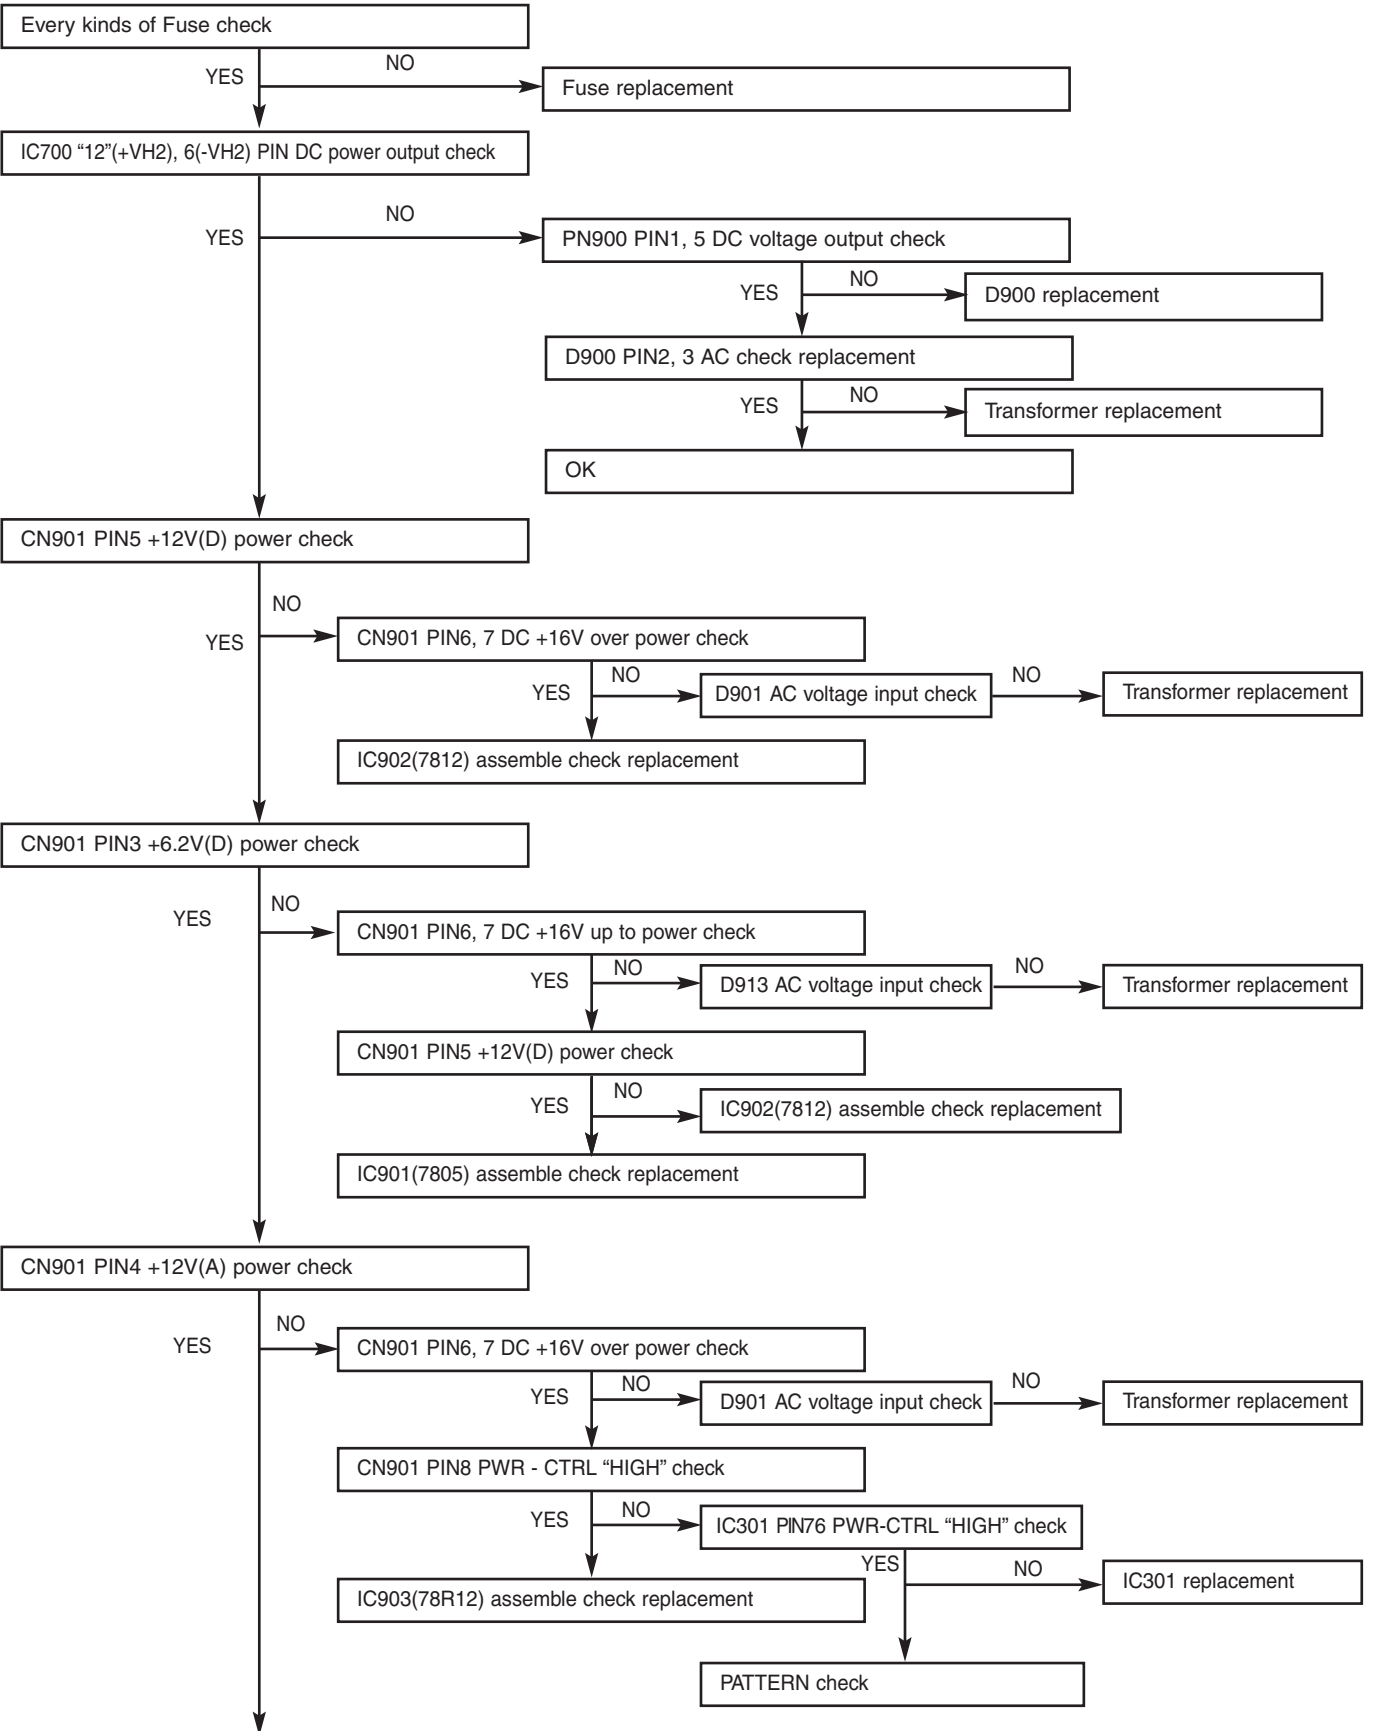 Every kinds of Fuse check
YES
NO
Fuse replacement
IC700 “12”(+VH2), 6(-VH2) PIN DC power output check
YES
NO
PN900 PIN1, 5 DC voltage output check
YES
NO
D900 replacement
D900 PIN2, 3 AC check replacement
YES
NO
Transformer replacement
OK
CN901 PIN5 +12V(D) power check
YES
NO
CN901 PIN6, 7 DC +16V over power check
YES
NO
D901 AC voltage input check
NO
Transformer replacement
IC902(7812) assemble check replacement
CN901 PIN3 +6.2V(D) power check
YES
NO
CN901 PIN6, 7 DC +16V up to power check
YES
NO
D913 AC voltage input check
NO
Transformer replacement
CN901 PIN5 +12V(D) power check
YES
NO
IC902(7812) assemble check replacement
IC901(7805) assemble check replacement
CN901 PIN4 +12V(A) power check
YES
NO
CN901 PIN6, 7 DC +16V over power check
YES
NO
D901 AC voltage input check
NO
Transformer replacement
CN901 PIN8 PWR - CTRL “HIGH” check
YES
NO
IC301 PIN76 PWR-CTRL “HIGH” check
YES
NO
IC301 replacement
IC903(78R12) assemble check replacement
PATTERN check